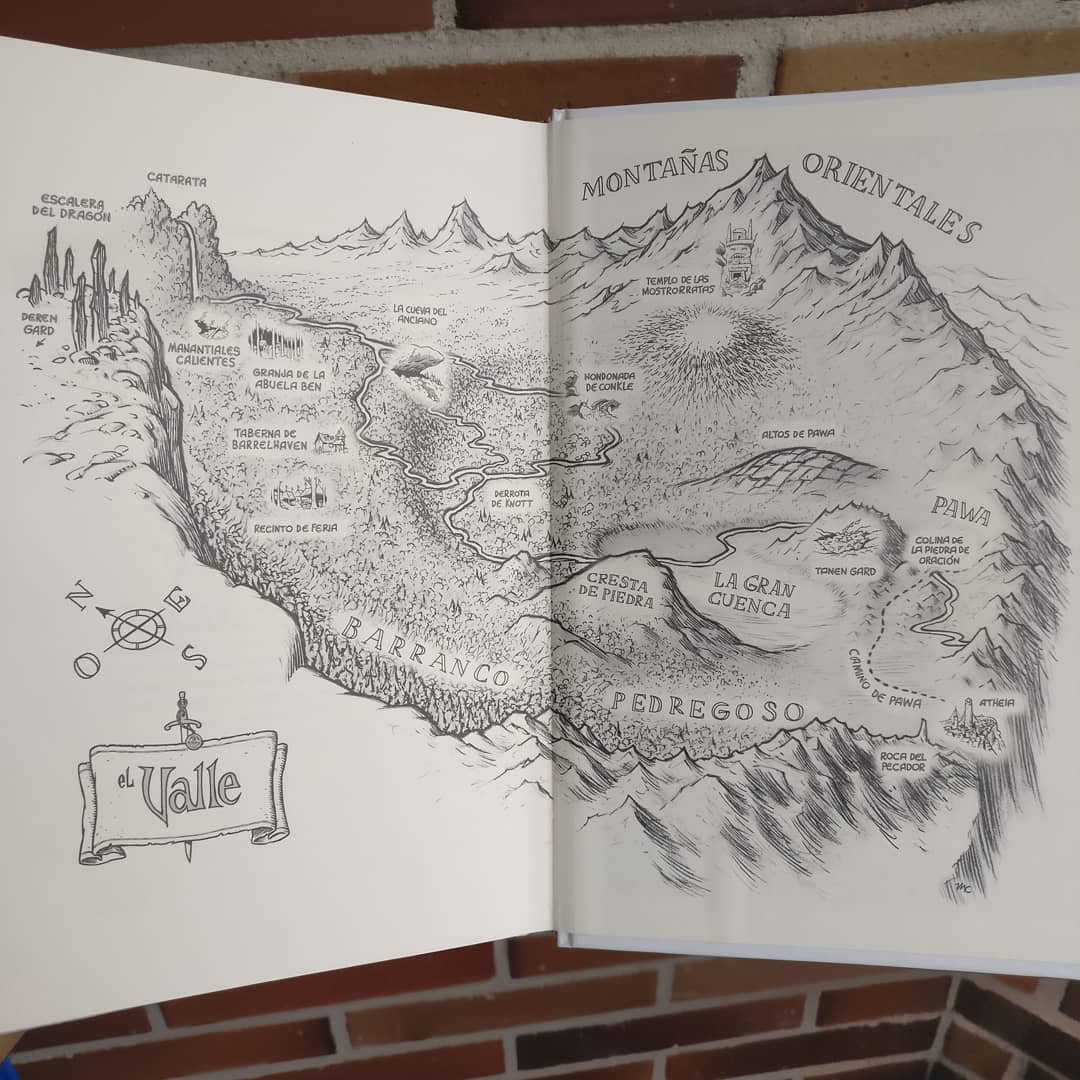 CATARATA
ESCALERA
DEL DRAGÓN
DEREN
GARD
MANANTIALES
CALIENTES
GRANJA DE LA
ABUELA BEN
LA CUEVA DEL
ANCIANO
TABERNA DE
BARRELHAVEN
RECINTO DE FERIA
DERROTA
DE KNOTT
N
E
O
S
BARRANCO
EL Valle
MONTAÑAS ORIENTALES
TEMPLO DE LAS
MOSTRORRATAS
HONDONADA
DE CONKLE
ALTOS DE PAWA
PAWA
COLINA DE
LA PIEDRA DE
ORACIÓN
TANEN GARD
CRESTA
DE PIEDRA
LA GRAN
CUENCA
CAMINO DE PAWA
PEDREGOSO
ATHEIA
ROCA DEL
PECADOR
MC